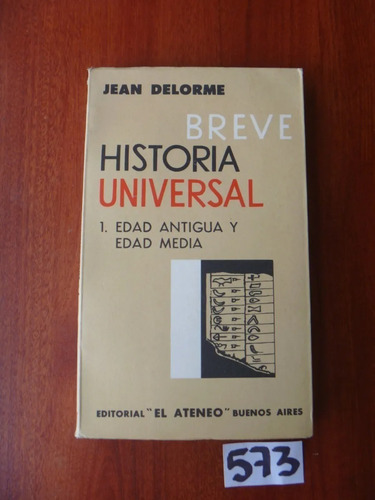 JEAN DELORME
BREVE
HISTORIA
UNIVERSAL
1. EDAD ANTIGUA Y
EDAD MEDIA
EDITORIAL "EL ATENEO" BUENOS AIRES
573